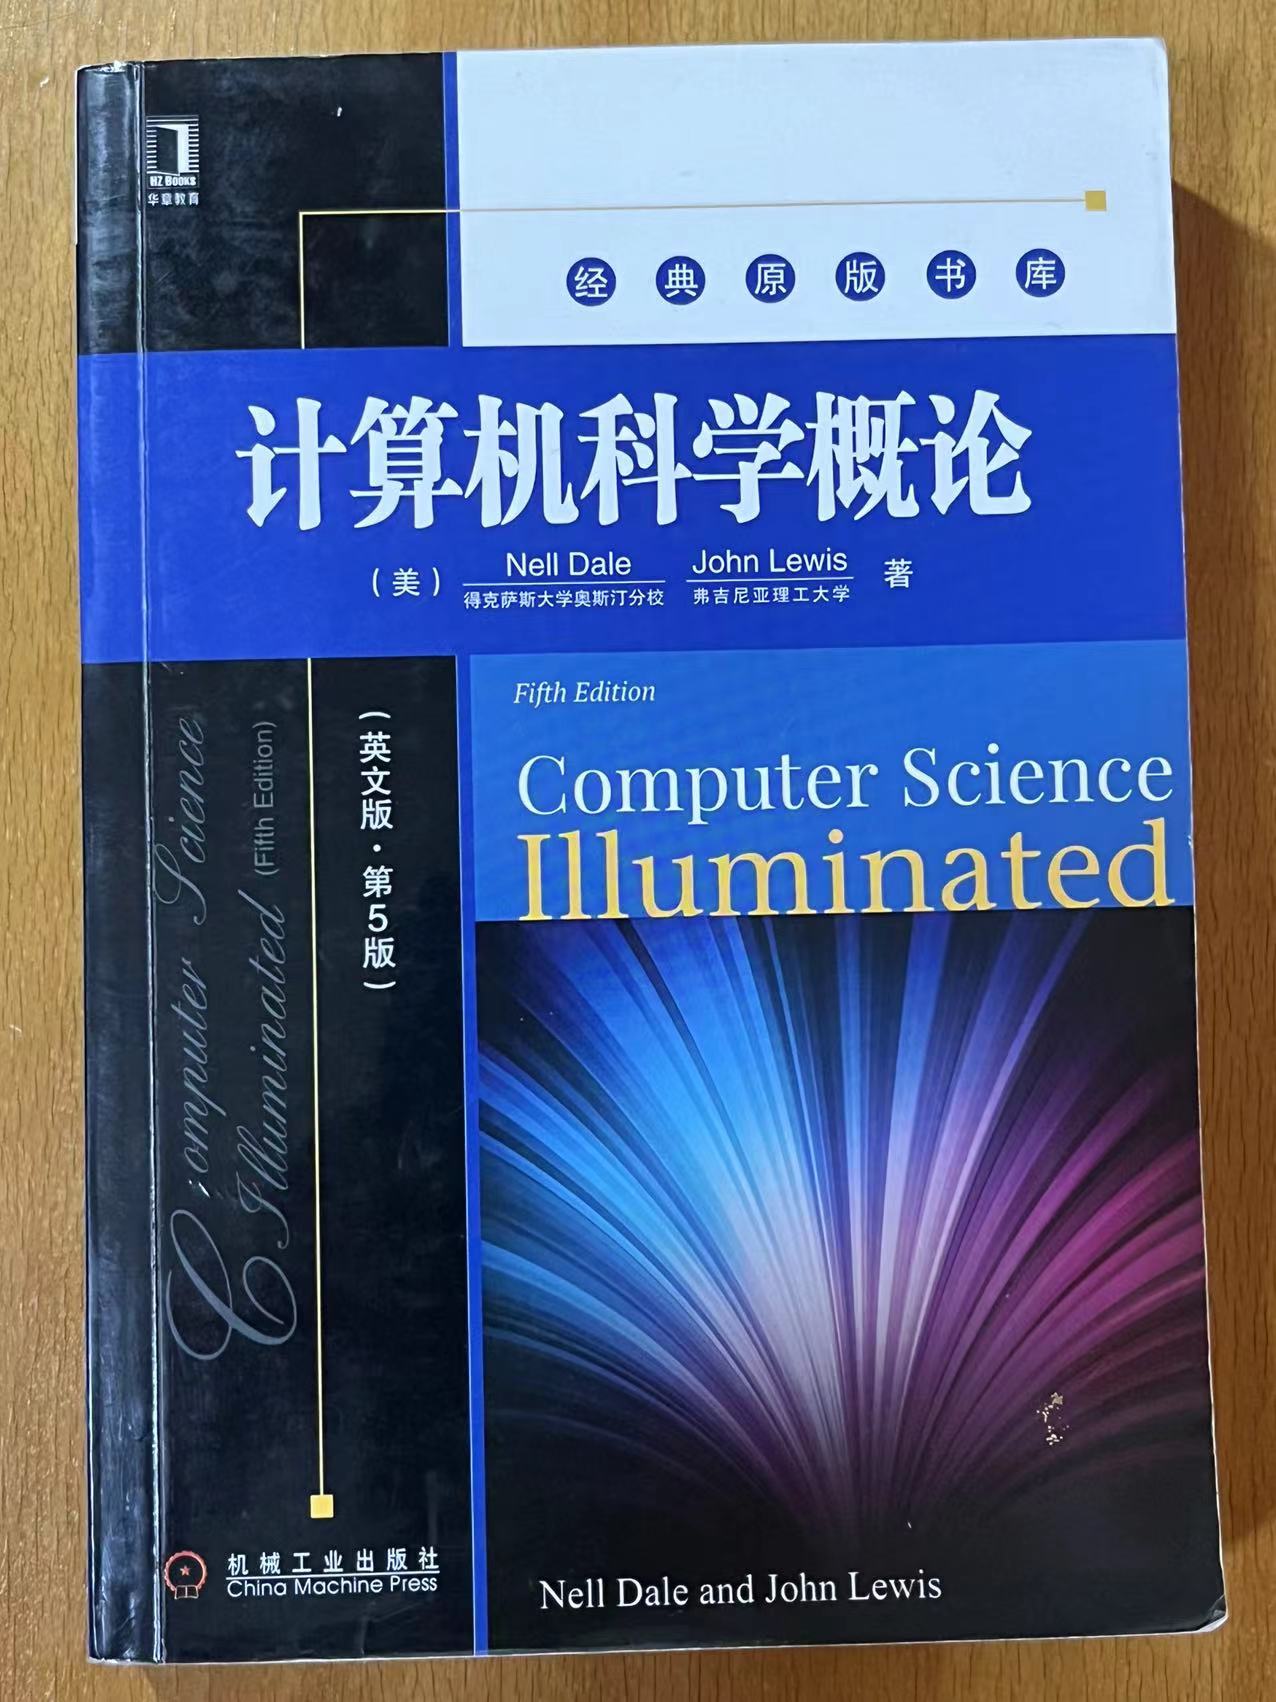 HZ BOOKS
华章教育
经典原版书库
计算机科学概论
（美） Nell Dale John Lewis 著
得克萨斯大学奥斯汀分校 弗吉尼亚理工大学
Fifth Edition
Computer Science
Illuminated
（英文版·第5版）
Computer Science
Illuminated (Fifth Edition)
机械工业出版社
China Machine Press
Nell Dale and John Lewis